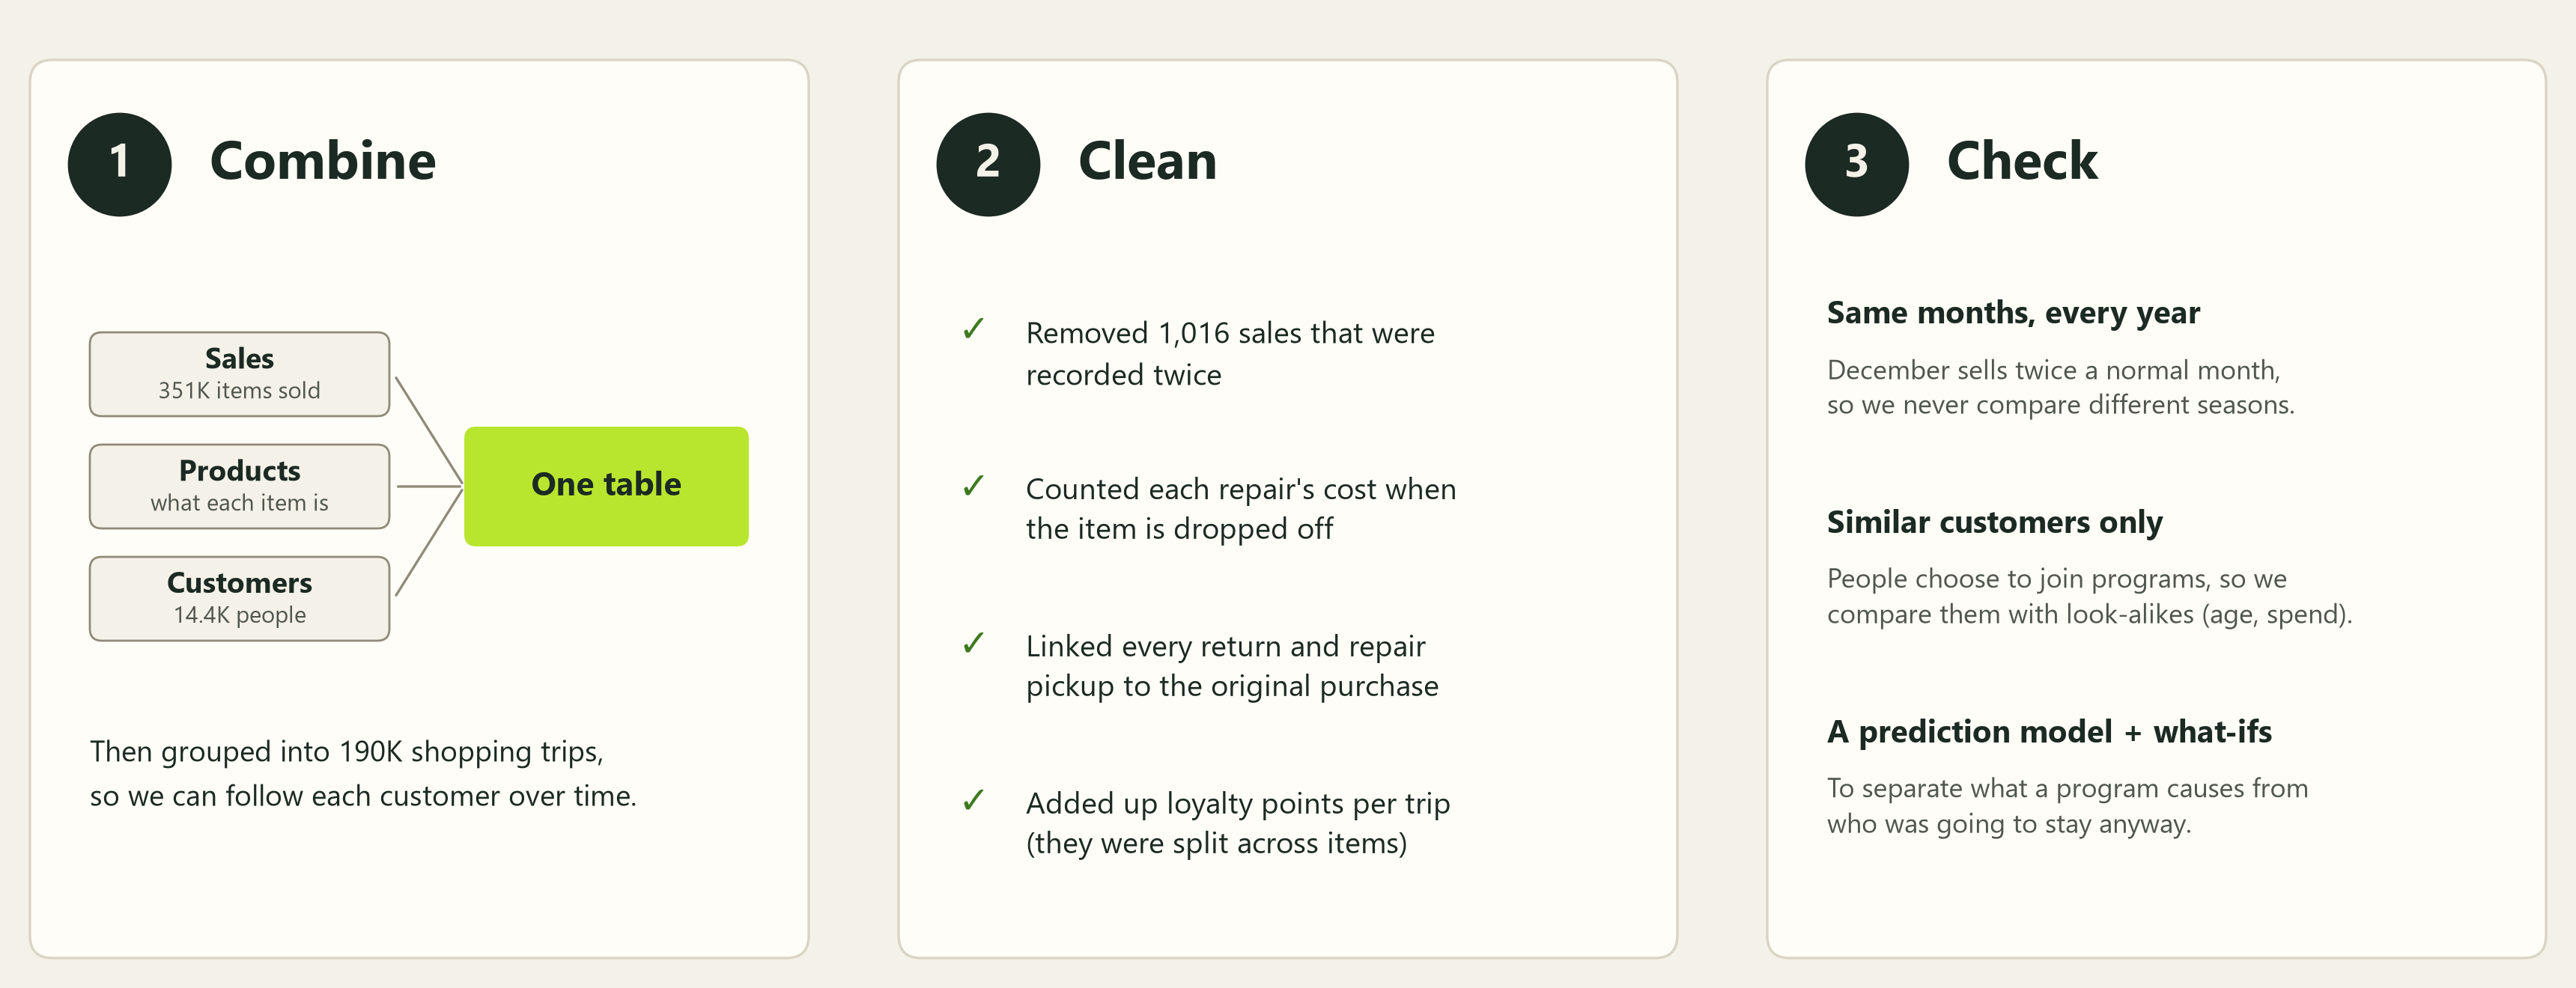 1
Combine
Sales
351K items sold
Products
what each item is
Customers
14.4K people
One table
Then grouped into 190K shopping trips,
so we can follow each customer over time.
2
Clean
✓ Removed 1,016 sales that were
recorded twice
✓ Counted each repair's cost when
the item is dropped off
✓ Linked every return and repair
pickup to the original purchase
✓ Added up loyalty points per trip
(they were split across items)
3
Check
Same months, every year
December sells twice a normal month,
so we never compare different seasons.
Similar customers only
People choose to join programs, so we
compare them with look-alikes (age, spend).
A prediction model + what-ifs
To separate what a program causes from
who was going to stay anyway.